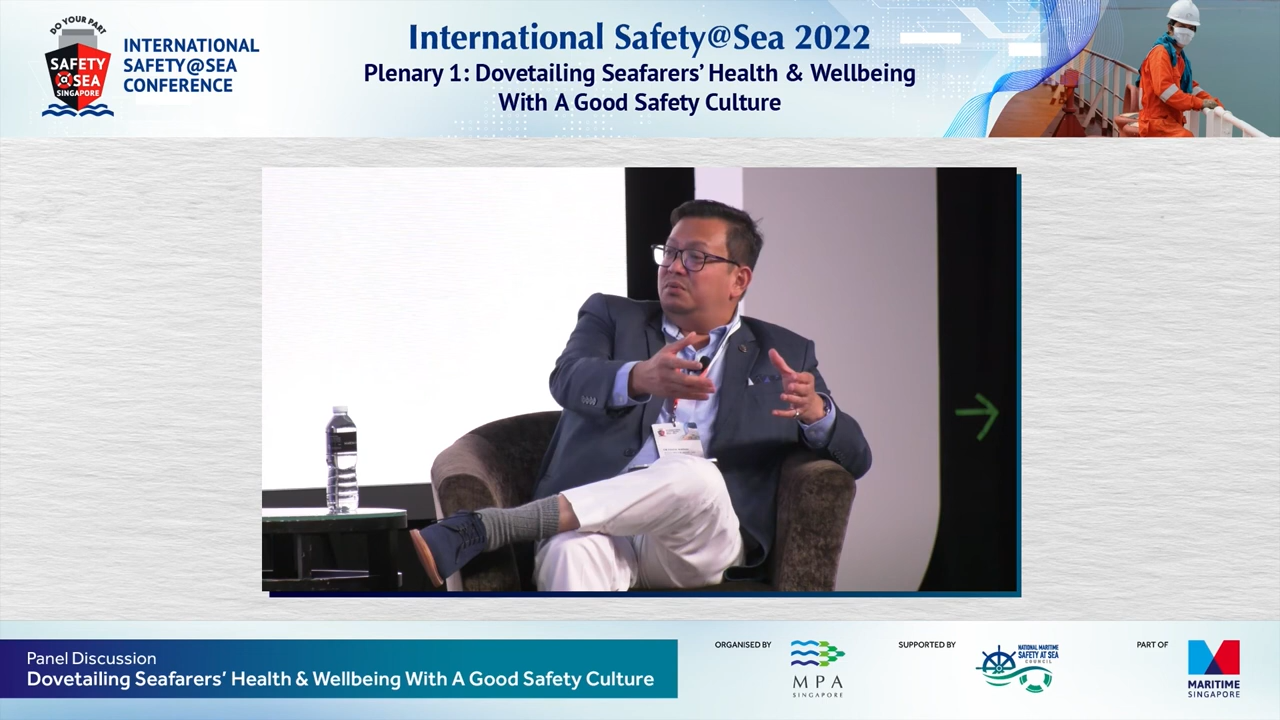 DO YOUR PART
SAFETY
@SEA
SINGAPORE
INTERNATIONAL
SAFETY@SEA
CONFERENCE
International Safety@Sea 2022
Plenary 1: Dovetailing Seafarers' Health & Wellbeing
With A Good Safety Culture
Panel Discussion
Dovetailing Seafarers' Health & Wellbeing With A Good Safety Culture
ORGANISED BY
MPA
SINGAPORE
SUPPORTED BY
NATIONAL MARITIME
SAFETY AT SEA
COUNCIL
PART OF
MARITIME
SINGAPORE